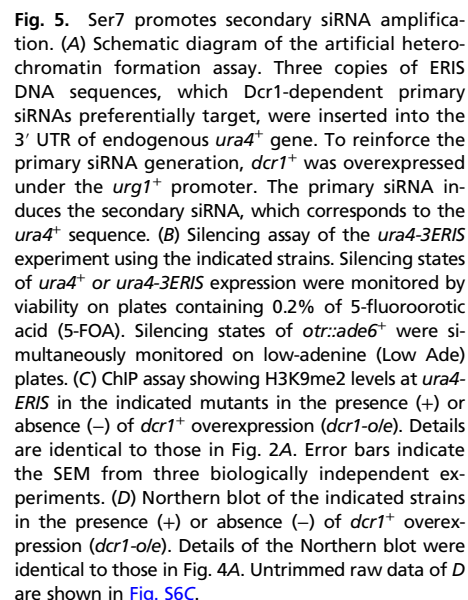 Fig. 5. Ser7 promotes secondary siRNA amplifica-
tion. (A) Schematic diagram of the artificial hetero-
chromatin formation assay. Three copies of ERIS
DNA sequences, which Dcr1-dependent primary
siRNAs preferentially target, were inserted into the
3′ UTR of endogenous ura4⁺ gene. To reinforce the
primary siRNA generation, dcr1⁺ was overexpressed
under the urg1⁺ promoter. The primary siRNA in-
duces the secondary siRNA, which corresponds to the
ura4⁺ sequence. (B) Silencing assay of the ura4-3ERIS
experiment using the indicated strains. Silencing states
of ura4⁺ or ura4-3ERIS expression were monitored by
viability on plates containing 0.2% of 5-fluoroorotic
acid (5-FOA). Silencing states of otr::ade6⁺ were si-
multaneously monitored on low-adenine (Low Ade)
plates. (C) ChIP assay showing H3K9me2 levels at ura4-
ERIS in the indicated mutants in the presence (+) or
absence (−) of dcr1⁺ overexpression (dcr1-o/e). Details
are identical to those in Fig. 2A. Error bars indicate
the SEM from three biologically independent ex-
periments. (D) Northern blot of the indicated strains
in the presence (+) or absence (−) of dcr1⁺ overex-
pression (dcr1-o/e). Details of the Northern blot were
identical to those in Fig. 4A. Untrimmed raw data of D
are shown in Fig. S6C.